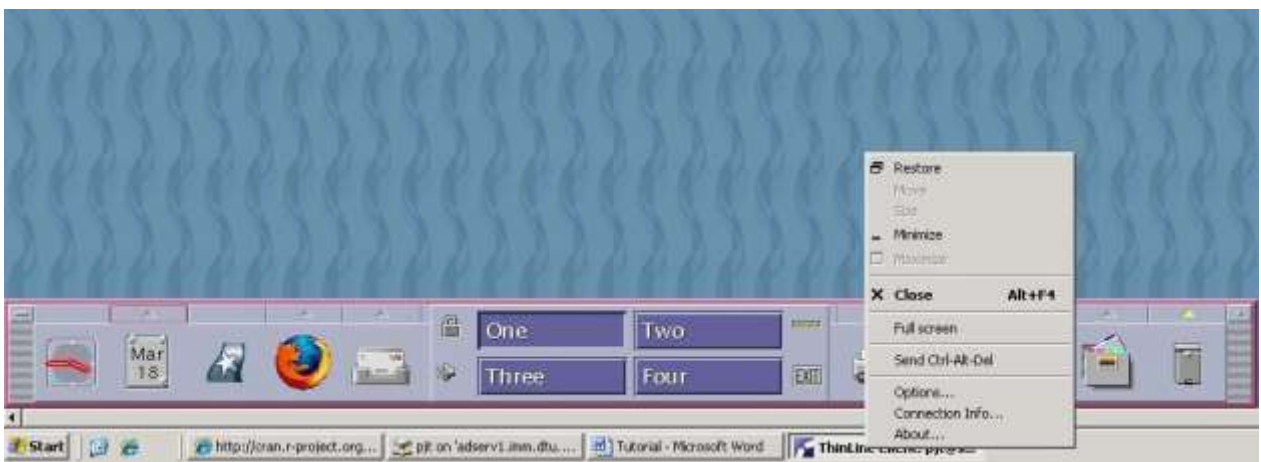 Restore
Move
Size
Minimize
Maximize
Close Alt+F4
Full screen
Send Ctrl-Alt-Del
Options...
Connection Info...
About...
One Two
Three Four
Mar
18
EXIT
Start
http://cran.r-project.org...
pjt on 'adserv1.imm.dtu....
Tutorial - Microsoft Word
ThinLinc